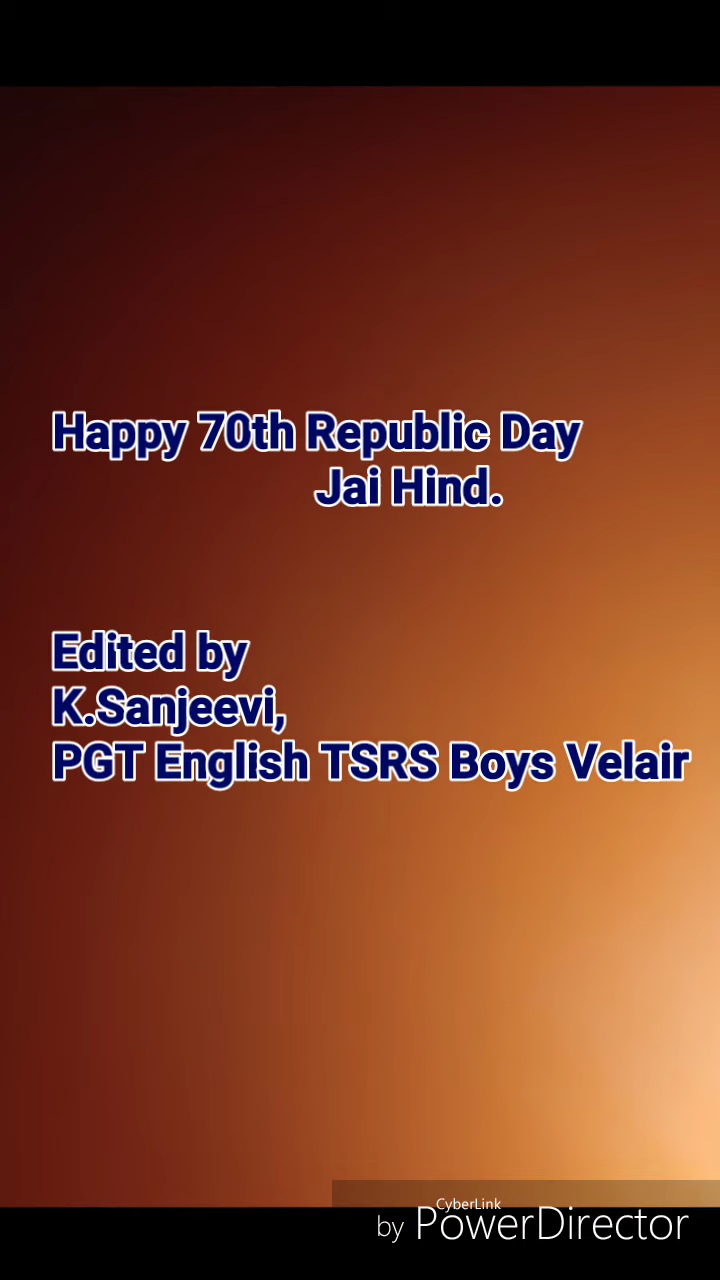 Happy 70th Republic Day
Jai Hind.
Edited by
K.Sanjeevi,
PGT English TSRS Boys Velair
CyberLink
by PowerDirector